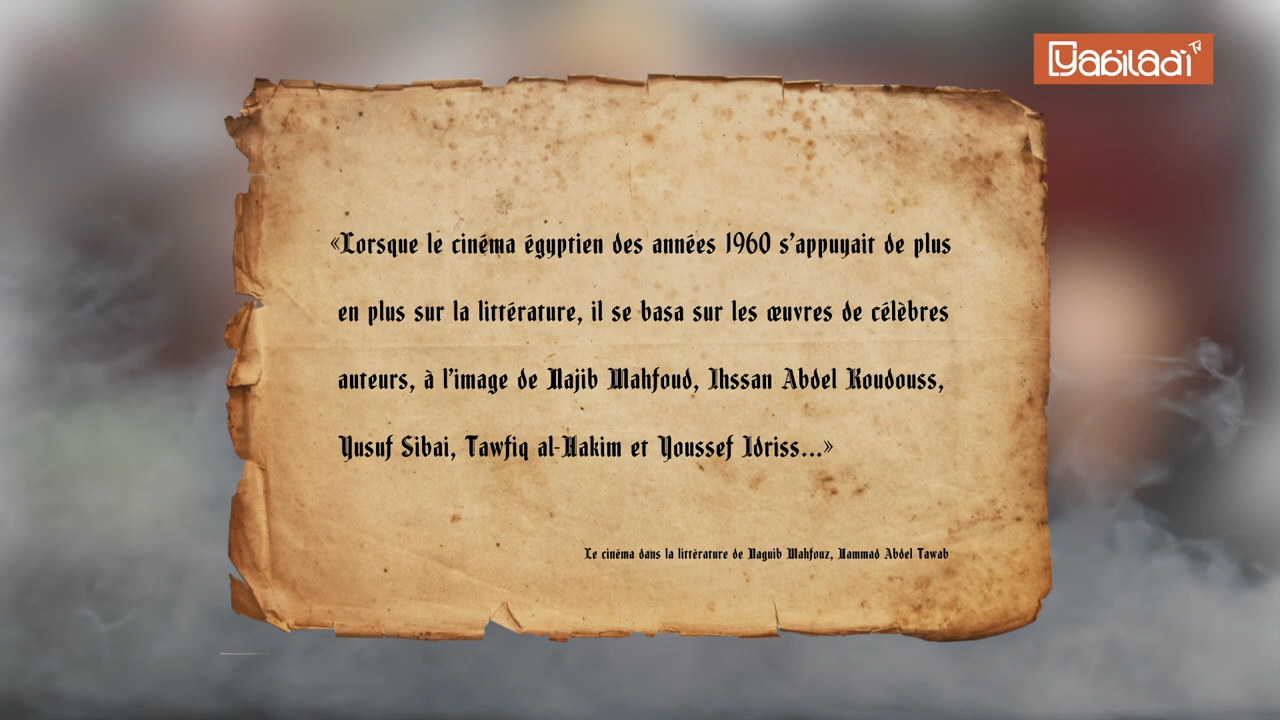 Yabiladi TV
«Lorsque le cinéma égyptien des années 1960 s'appuyait de plus
en plus sur la littérature, il se basa sur les œuvres de célèbres
auteurs, à l'image de Najib Mahfoud, Ihssan Abdel Koudouss,
Yusuf Sibai, Tawfiq al-Hakim et Youssef Idriss...»
Le cinéma dans la littérature de Naguib Mahfouz, Hammad Abdel Tawab